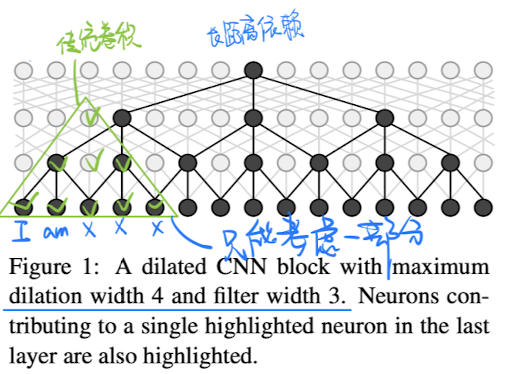 传统卷积
长距离依赖
I am X X X
只能考虑一部分
Figure 1: A dilated CNN block with maximum
dilation width 4 and filter width 3. Neurons con-
tributing to a single highlighted neuron in the last
layer are also highlighted.